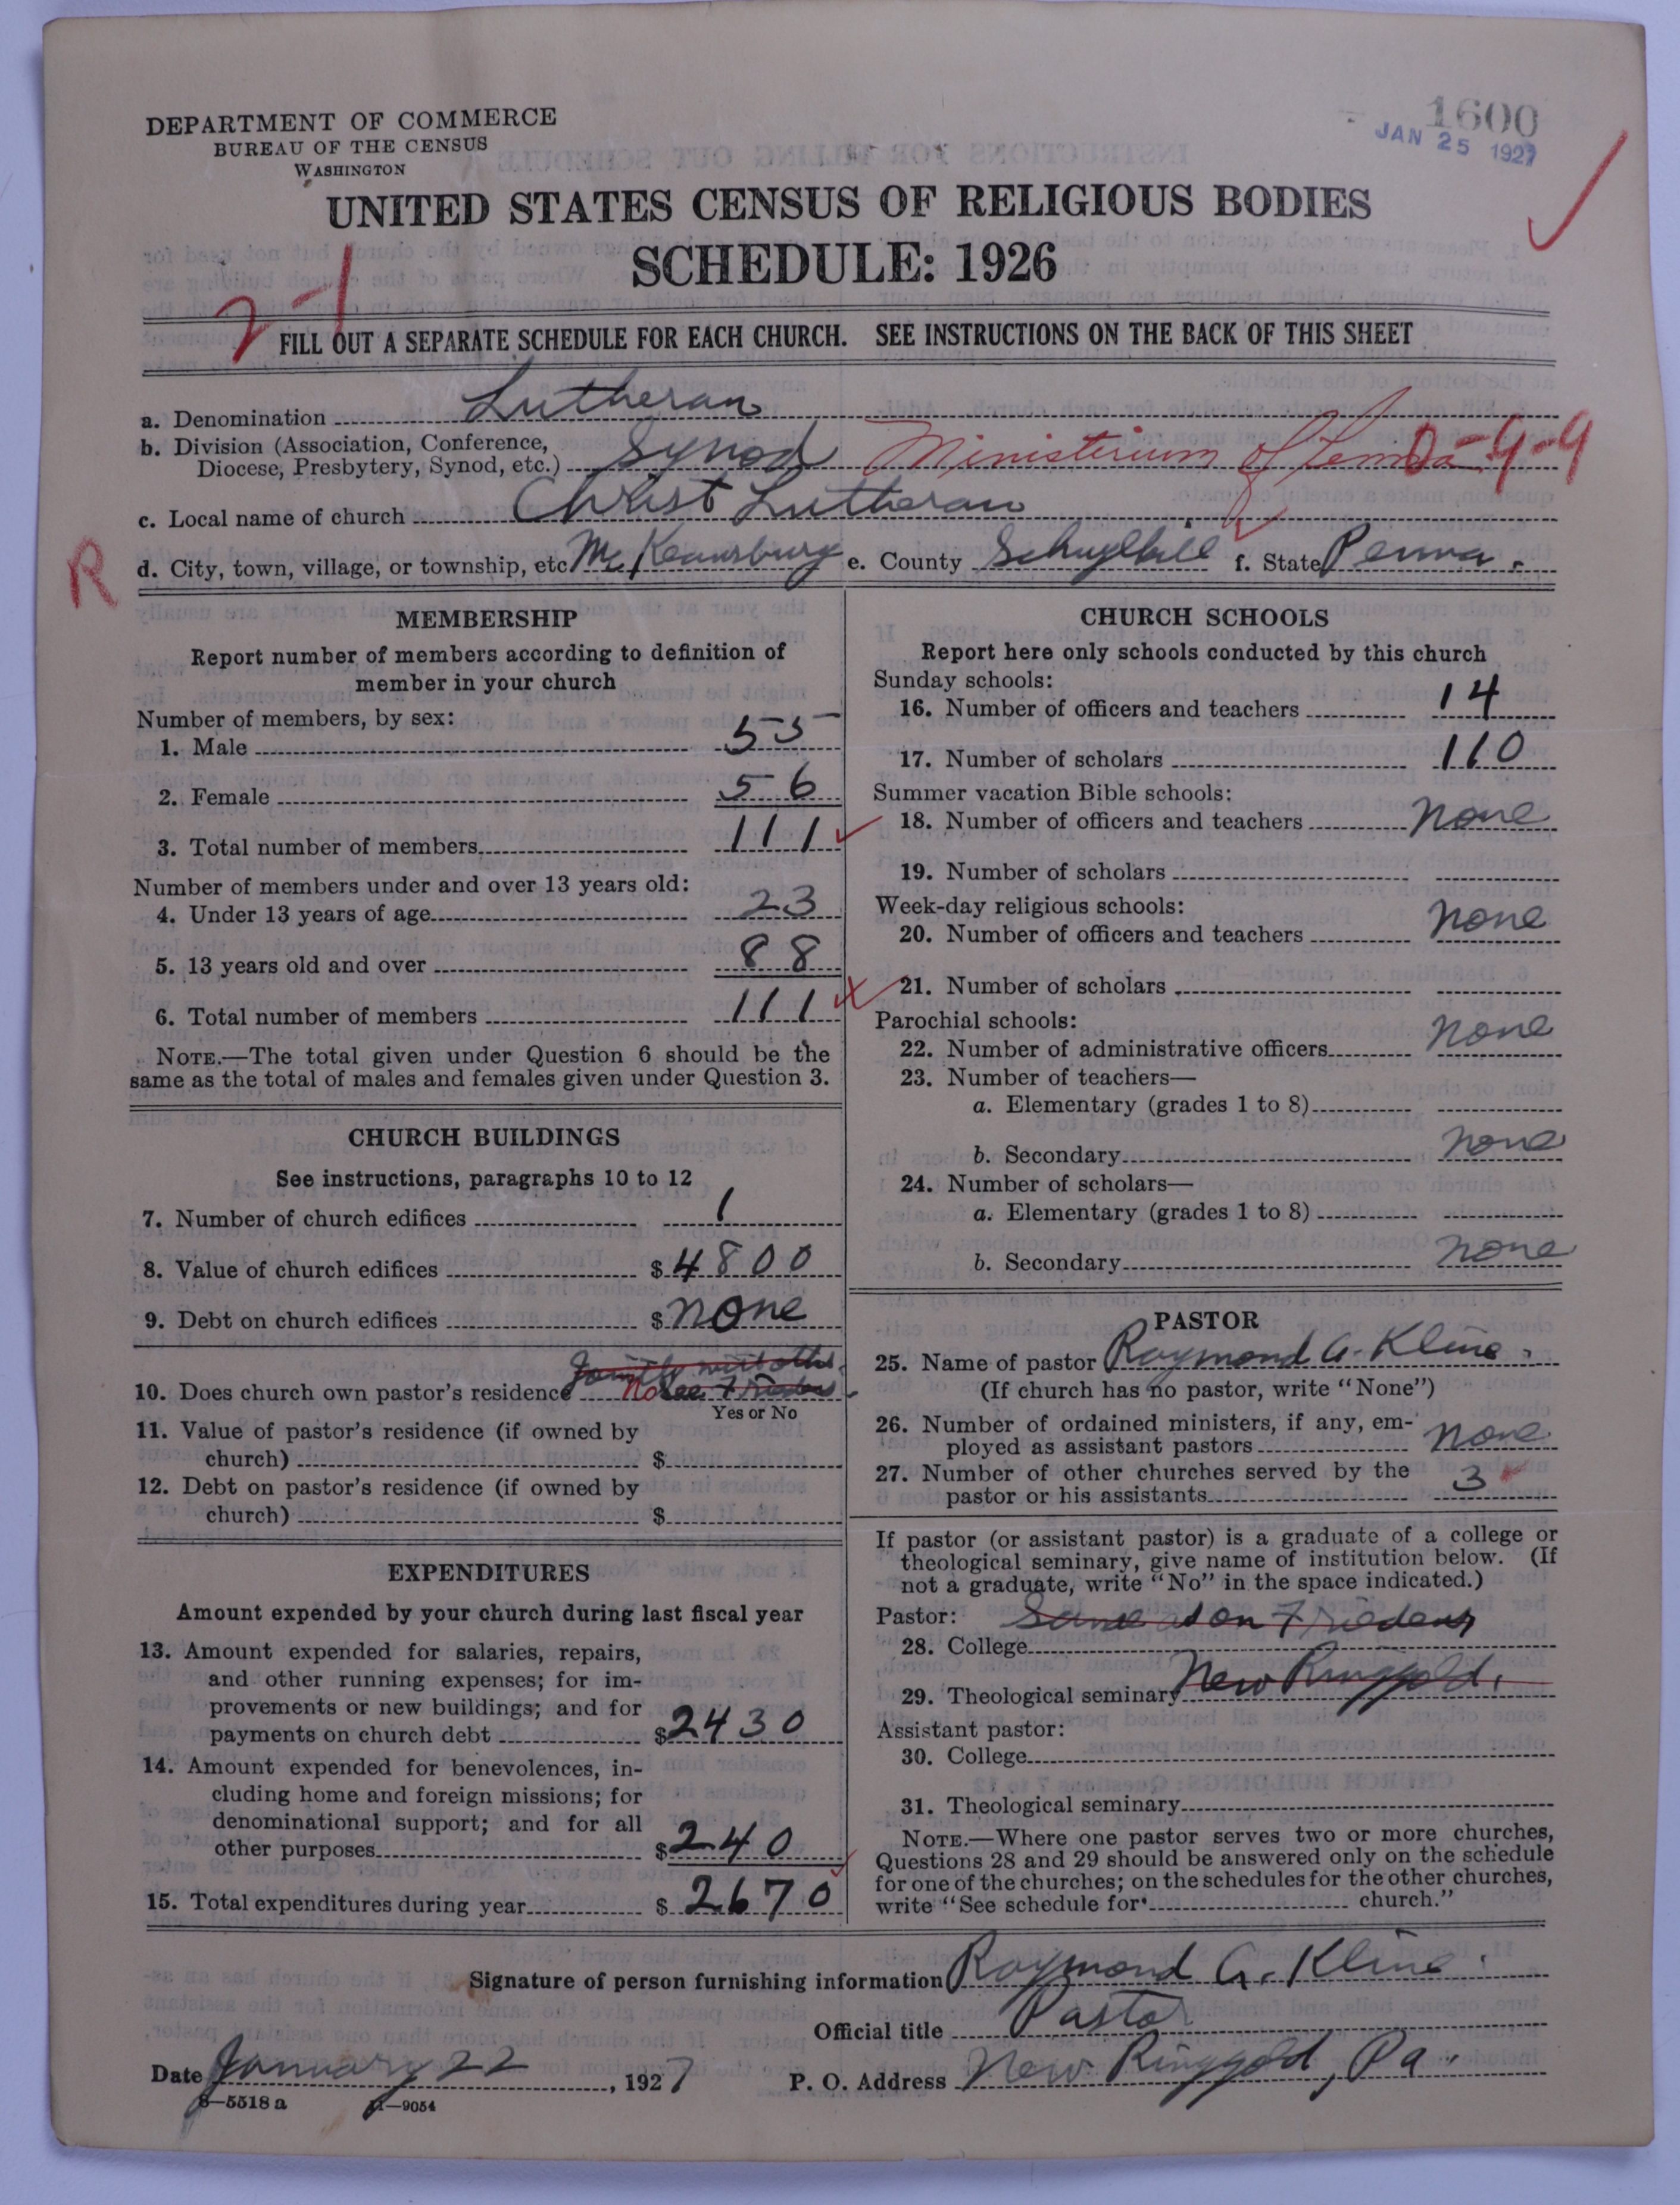 1600
JAN 25 1927
DEPARTMENT OF COMMERCE
BUREAU OF THE CENSUS
WASHINGTON
UNITED STATES CENSUS OF RELIGIOUS BODIES
SCHEDULE: 1926
2-1
FILL OUT A SEPARATE SCHEDULE FOR EACH CHURCH. SEE INSTRUCTIONS ON THE BACK OF THIS SHEET
a. Denomination Lutheran
b. Division (Association, Conference,
Diocese, Presbytery, Synod, etc.) Synod Ministerium of Penna 0-9-9
c. Local name of church Christ Lutheran
R
d. City, town, village, or township, etc McKeansburg e. County Schuylkill f. State Penna.
MEMBERSHIP
Report number of members according to definition of
member in your church
Number of members, by sex:
1. Male 55
2. Female 56
3. Total number of members 111
Number of members under and over 13 years old:
4. Under 13 years of age 23
5. 13 years old and over 88
6. Total number of members 111
NOTE.—The total given under Question 6 should be the
same as the total of males and females given under Question 3.
CHURCH BUILDINGS
See instructions, paragraphs 10 to 12
7. Number of church edifices 1
8. Value of church edifices $ 4800
9. Debt on church edifices $ none
Jointly with other
10. Does church own pastor's residence No see Friedens
Yes or No
11. Value of pastor's residence (if owned by
church) $
12. Debt on pastor's residence (if owned by
church) $
EXPENDITURES
Amount expended by your church during last fiscal year
13. Amount expended for salaries, repairs,
and other running expenses; for im-
provements or new buildings; and for
payments on church debt $ 2430
14. Amount expended for benevolences, in-
cluding home and foreign missions; for
denominational support; and for all
other purposes $ 240
15. Total expenditures during year $ 2670
CHURCH SCHOOLS
Report here only schools conducted by this church
Sunday schools:
16. Number of officers and teachers 14
17. Number of scholars 110
Summer vacation Bible schools:
18. Number of officers and teachers none
19. Number of scholars
Week-day religious schools:
20. Number of officers and teachers none
21. Number of scholars
Parochial schools:
22. Number of administrative officers none
23. Number of teachers—
a. Elementary (grades 1 to 8)
b. Secondary none
24. Number of scholars—
a. Elementary (grades 1 to 8)
b. Secondary none
PASTOR
25. Name of pastor Raymond G. Kline.
(If church has no pastor, write "None")
26. Number of ordained ministers, if any, em-
ployed as assistant pastors none
27. Number of other churches served by the
pastor or his assistants 3
If pastor (or assistant pastor) is a graduate of a college or
theological seminary, give name of institution below. (If
not a graduate, write "No" in the space indicated.)
Pastor: Same as on Friedens
28. College
29. Theological seminary New Ringgold.
Assistant pastor:
30. College
31. Theological seminary
NOTE.—Where one pastor serves two or more churches,
Questions 28 and 29 should be answered only on the schedule
for one of the churches; on the schedules for the other churches,
write "See schedule for church."
Signature of person furnishing information Raymond G. Kline.
Official title Pastor
Date January 22, 1927 P. O. Address New Ringgold, Pa.
8—5518 a 11—9054